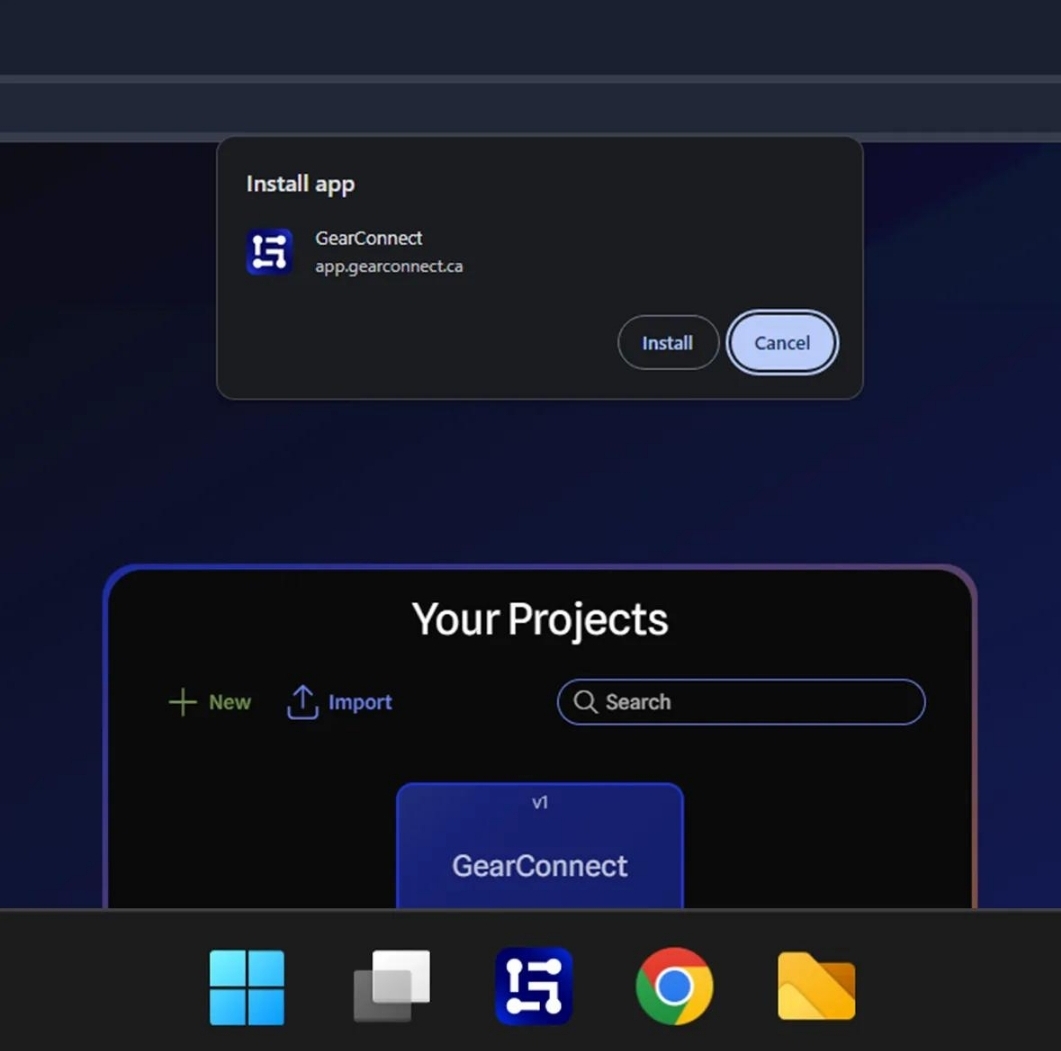 Install app
GearConnect
app.gearconnect.ca
Install
Cancel
Your Projects
New
Import
Search
v1
GearConnect